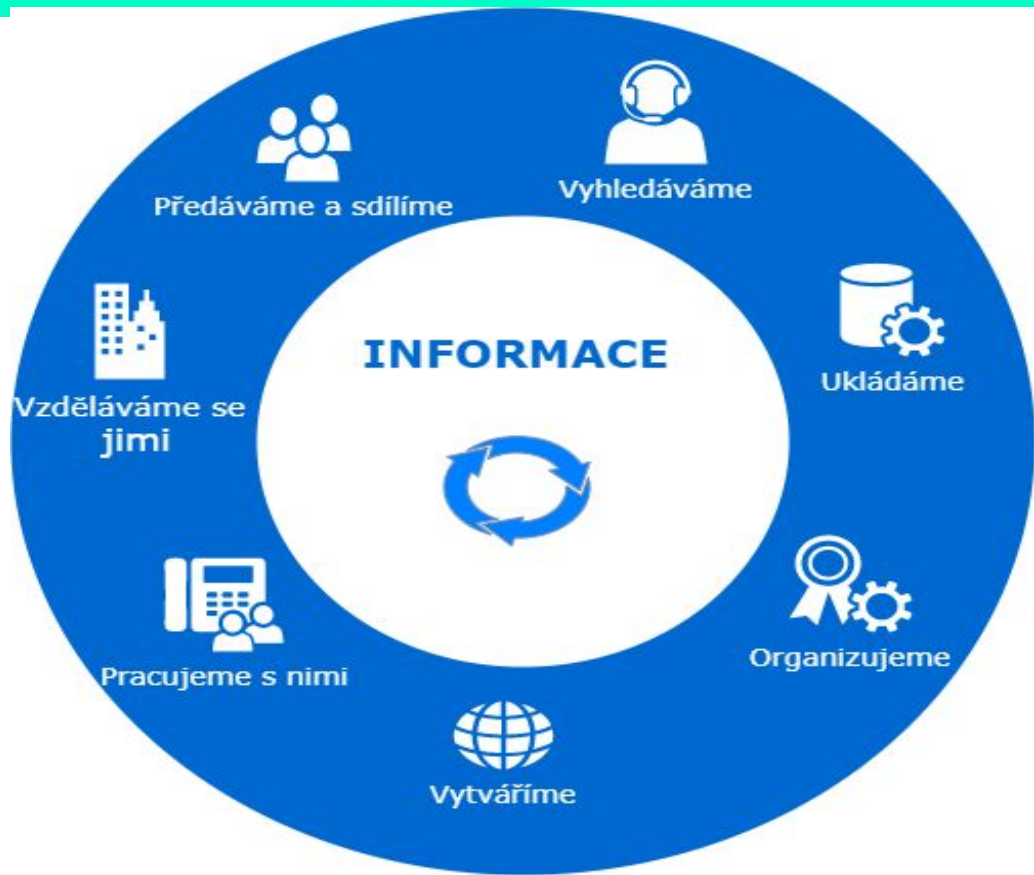 Vyhledáváme
Předáváme a sdílíme
INFORMACE
Ukládáme
Vzděláváme se
jimi
Organizujeme
Pracujeme s nimi
Vytváříme